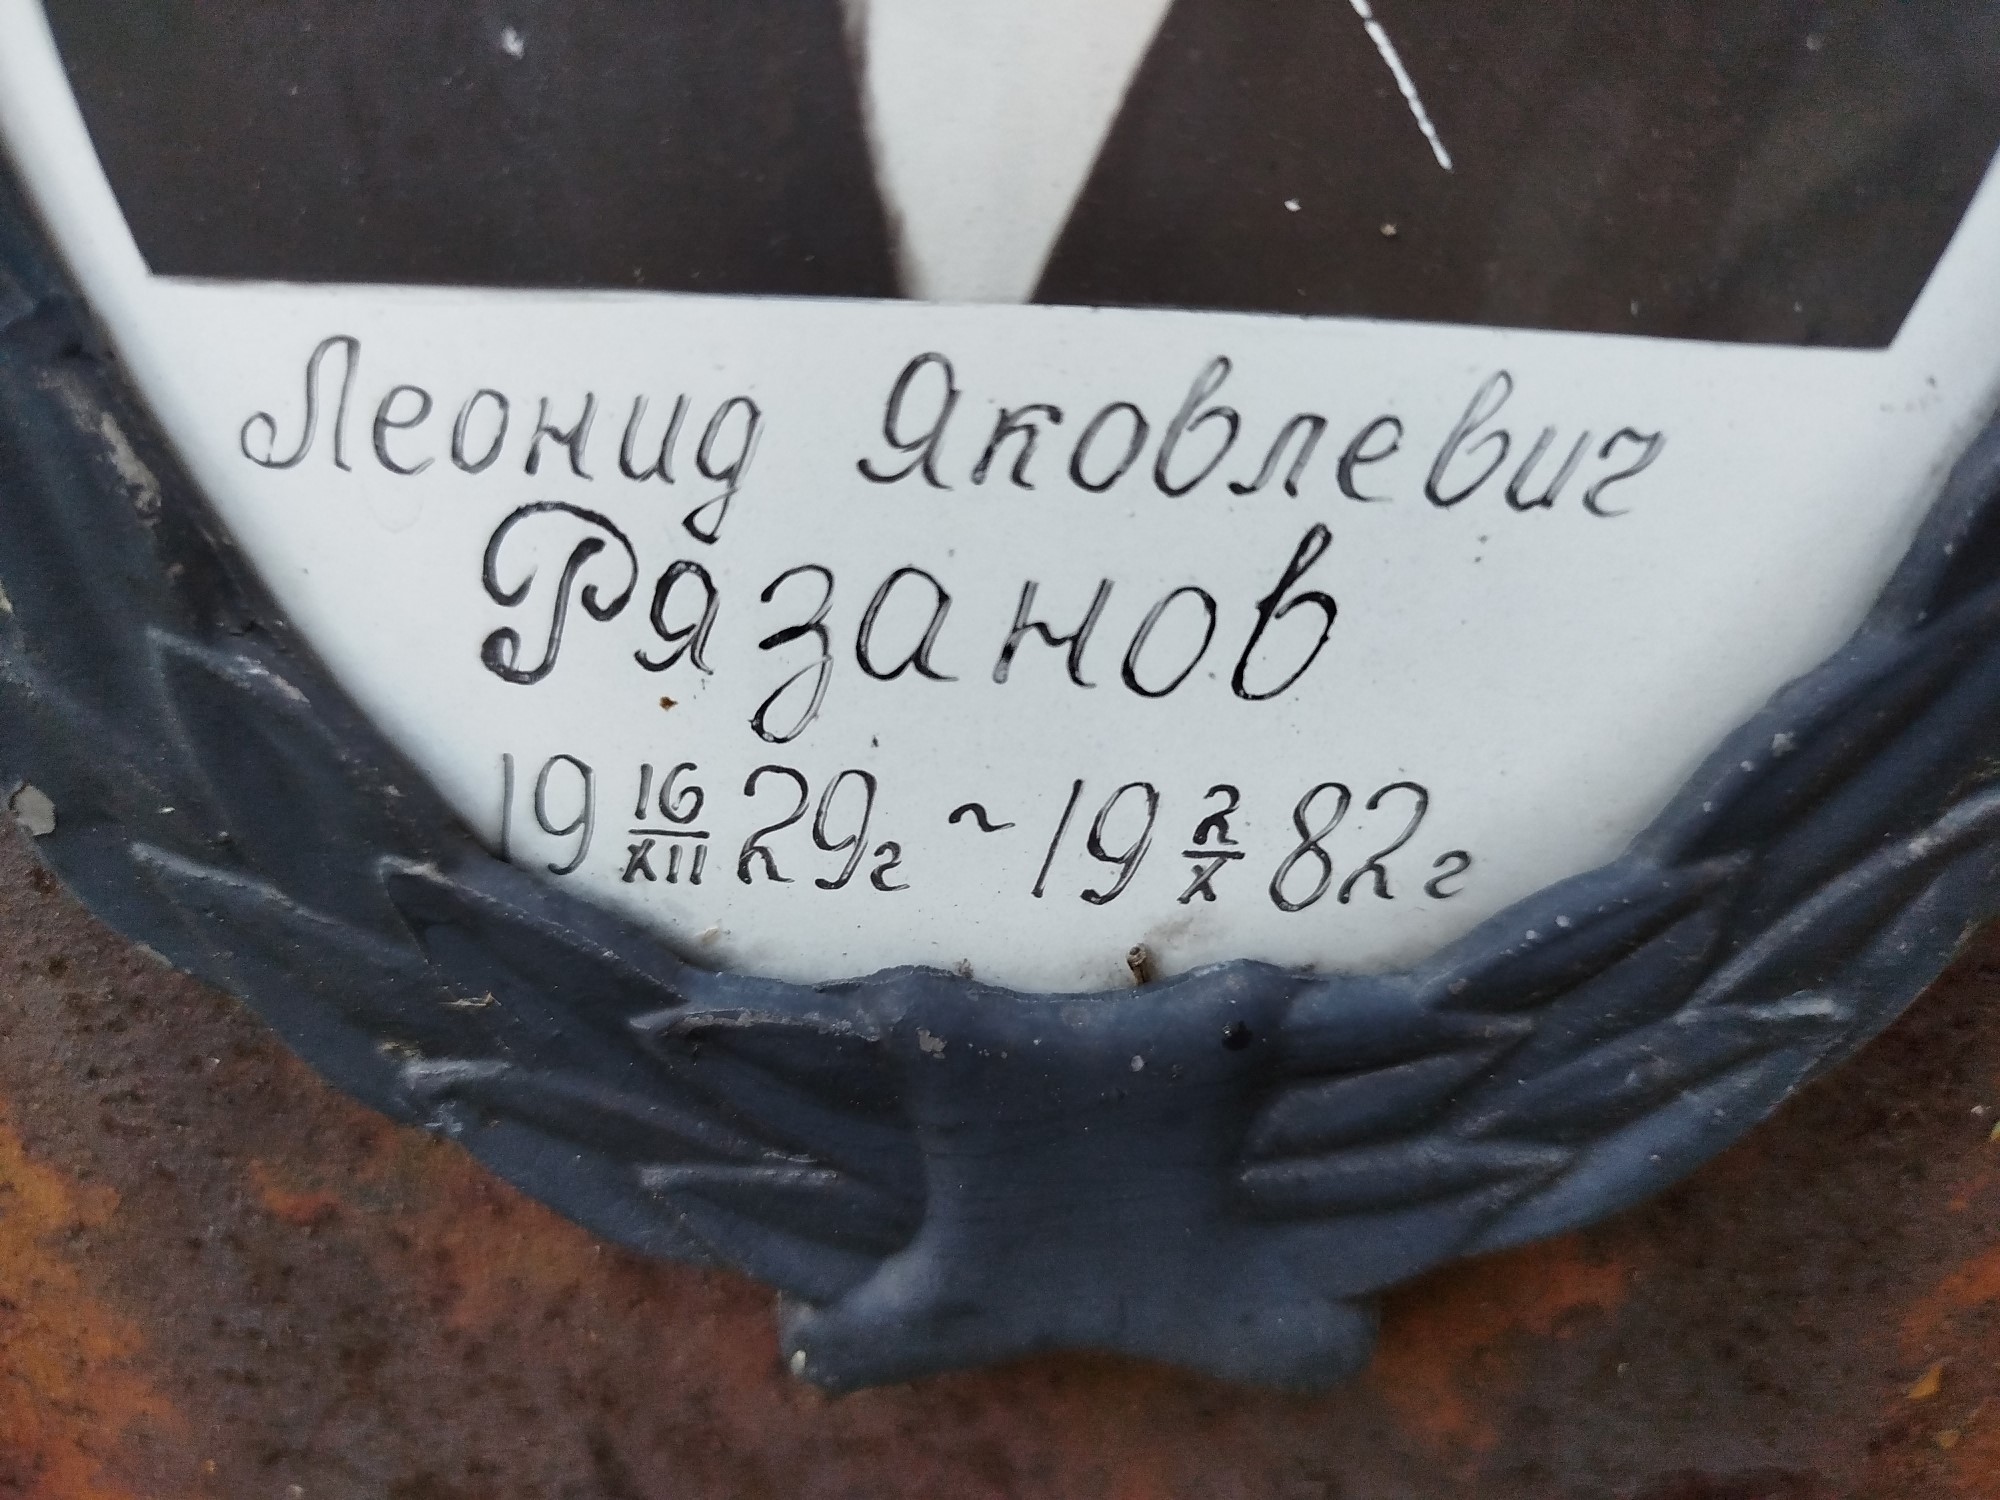 Леонид Яковлевич
Рязанов
19 16/XII 29г ~ 19 2/X 82г